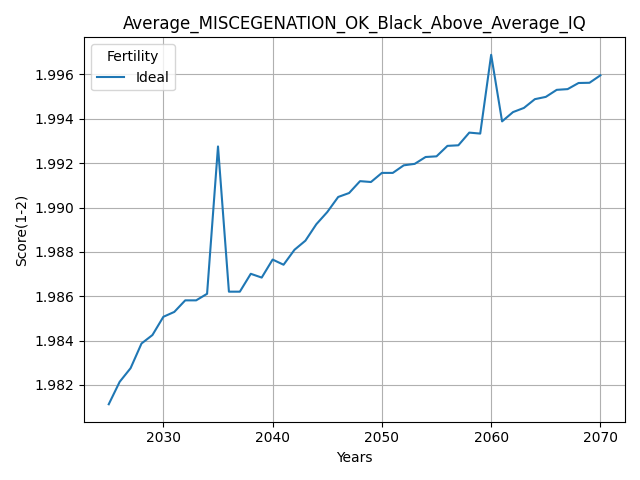 Average_MISCEGENATION_OK_Black_Above_Average_IQ
Fertility
Ideal
1.996
1.994
1.992
1.990
1.988
1.986
1.984
1.982
Score(1-2)
2030 2040 2050 2060 2070
Years